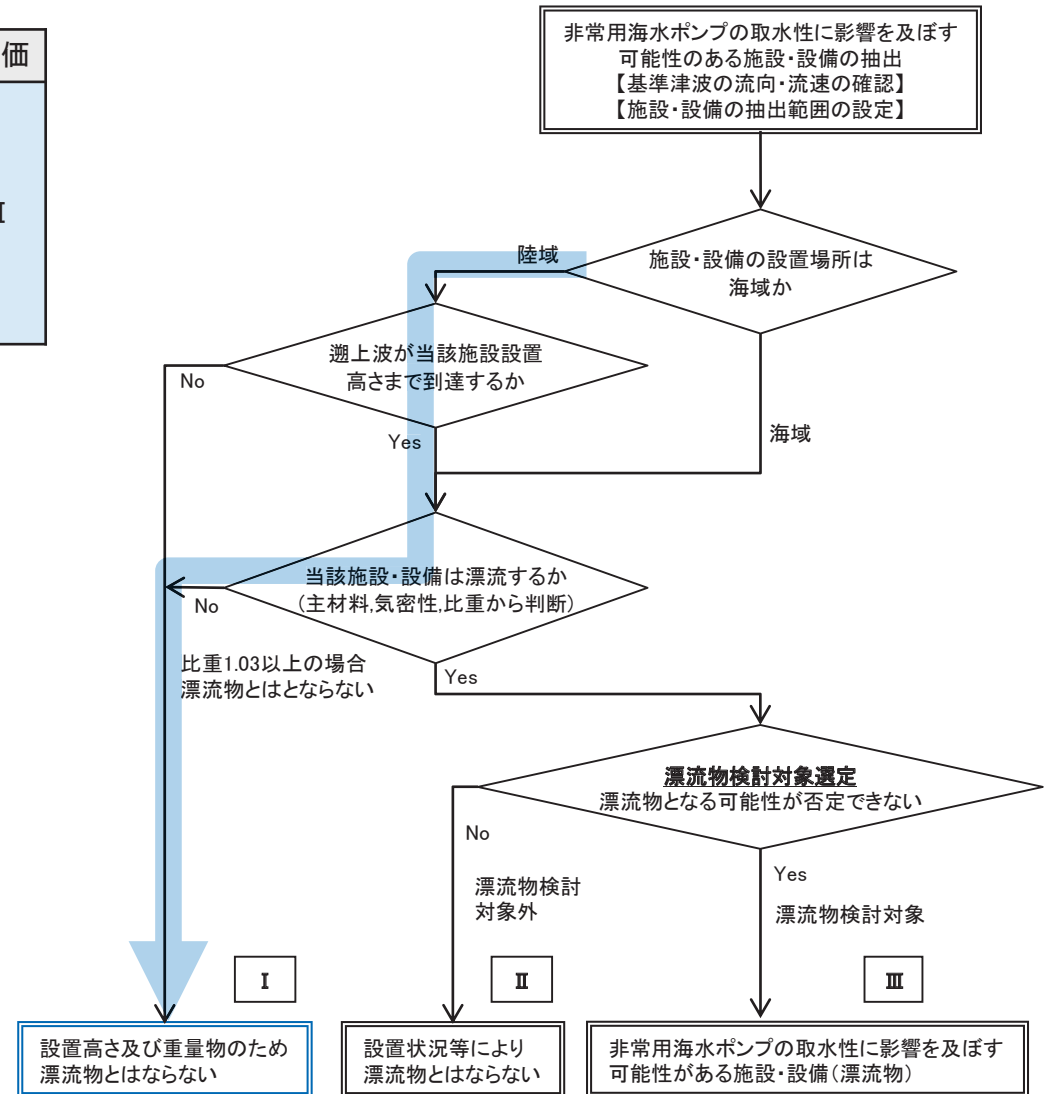 価
I
非常用海水ポンプの取水性に影響を及ぼす
可能性のある施設・設備の抽出
【基準津波の流向・流速の確認】
【施設・設備の抽出範囲の設定】
陸域
施設・設備の設置場所は
海域か
遡上波が当該施設設置
高さまで到達するか
No
Yes
海域
当該施設・設備は漂流するか
(主材料,気密性,比重から判断)
No
比重1.03以上の場合
漂流物とはとならない
Yes
漂流物検討対象選定
漂流物となる可能性が否定できない
No
漂流物検討
対象外
Yes
漂流物検討対象
Ⅰ
Ⅱ
Ⅲ
設置高さ及び重量物のため
漂流物とはならない
設置状況等により
漂流物とはならない
非常用海水ポンプの取水性に影響を及ぼす
可能性がある施設・設備(漂流物)